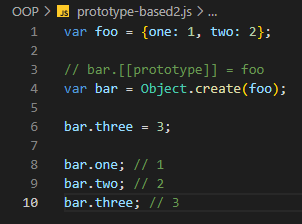 OOP > JS prototype-based2.js > ...
1 var foo = {one: 1, two: 2};
2
3 // bar.[[prototype]] = foo
4 var bar = Object.create(foo);
5
6 bar.three = 3;
7
8 bar.one; // 1
9 bar.two; // 2
10 bar.three; // 3